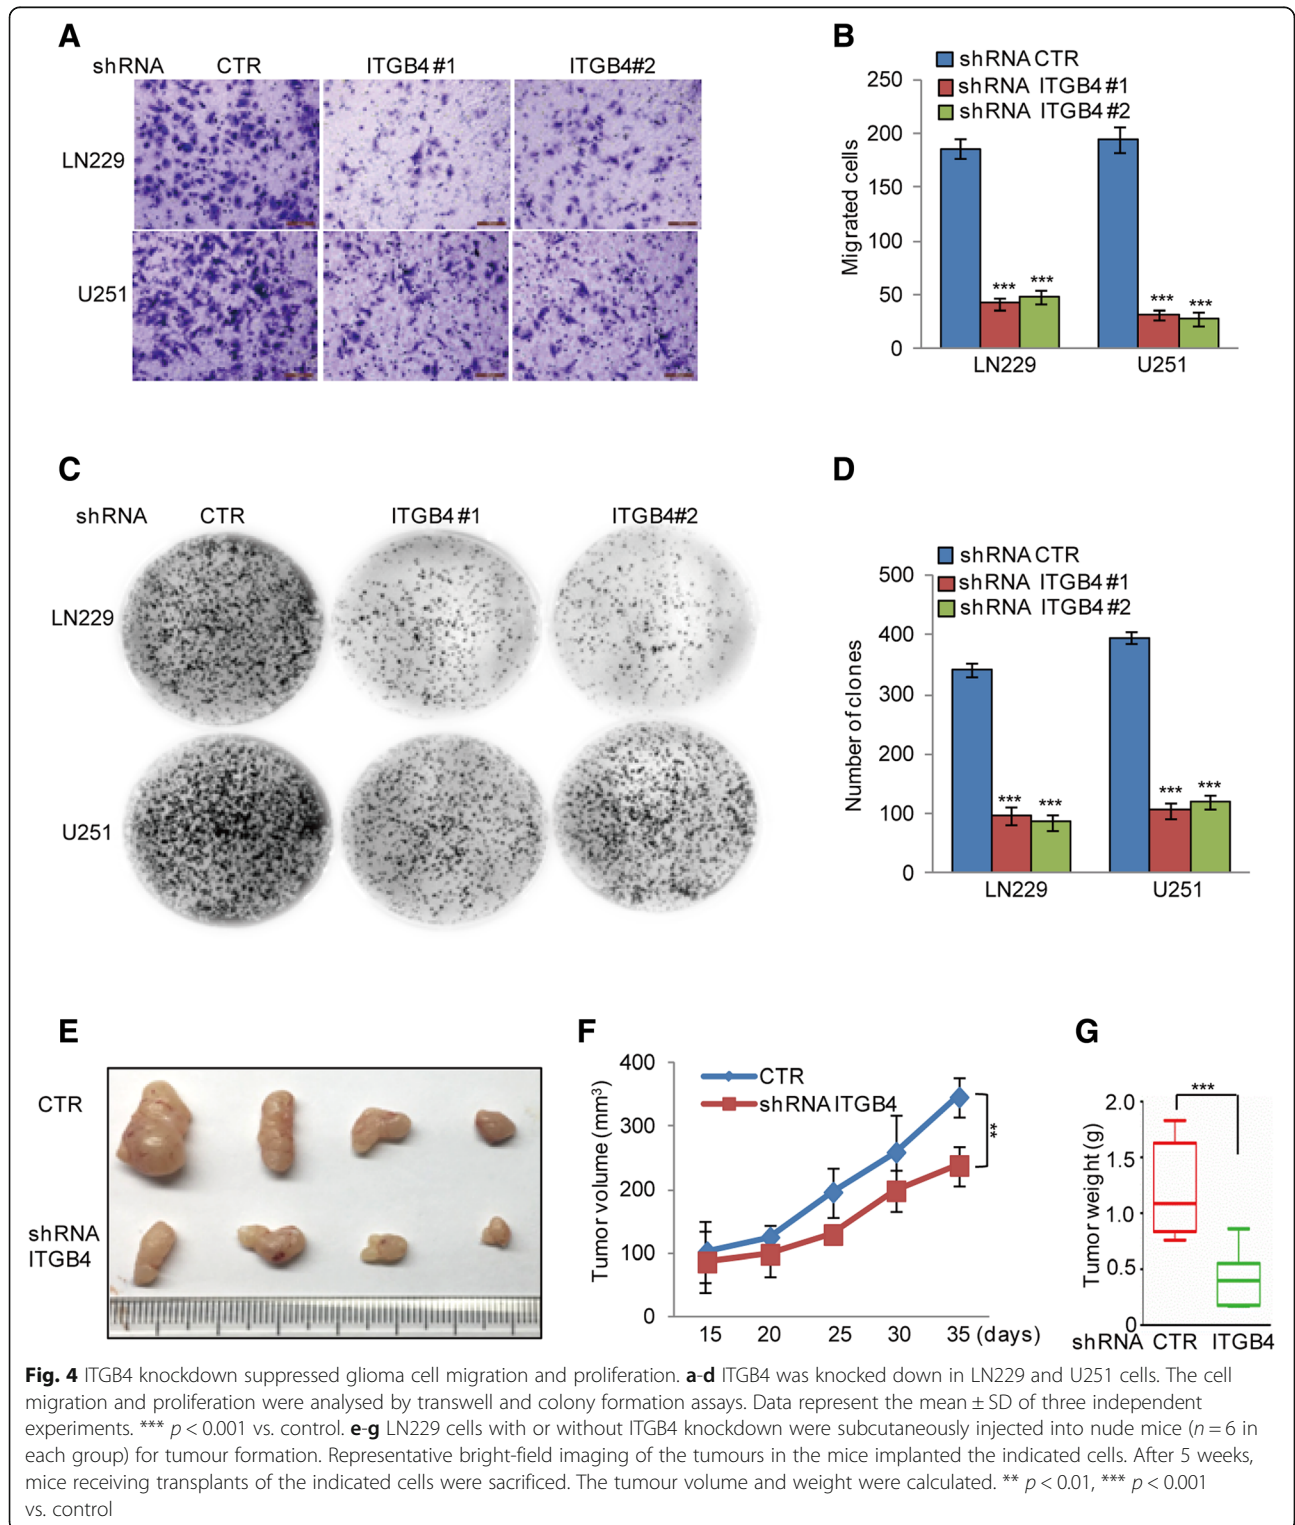 A
shRNA CTR ITGB4 #1 ITGB4#2
LN229
U251
B
shRNA CTR
shRNA ITGB4 #1
shRNA ITGB4 #2
250
200
150
100
50
0
Migrated cells
*** ***
*** ***
LN229 U251
C
shRNA CTR ITGB4 #1 ITGB4#2
LN229
U251
D
shRNA CTR
shRNA ITGB4 #1
shRNA ITGB4 #2
500
400
300
200
100
0
Number of clones
*** ***
*** ***
LN229 U251
E
CTR
shRNA
ITGB4
F
400
300
200
100
0
Tumor volume (mm³)
CTR
shRNA ITGB4
**
15 20 25 30 35 (days)
G
***
2.0
1.5
1.0
0.5
0
Tumor weight (g)
shRNA CTR ITGB4
Fig. 4 ITGB4 knockdown suppressed glioma cell migration and proliferation. a-d ITGB4 was knocked down in LN229 and U251 cells. The cell
migration and proliferation were analysed by transwell and colony formation assays. Data represent the mean ± SD of three independent
experiments. *** p < 0.001 vs. control. e-g LN229 cells with or without ITGB4 knockdown were subcutaneously injected into nude mice (n = 6 in
each group) for tumour formation. Representative bright-field imaging of the tumours in the mice implanted the indicated cells. After 5 weeks,
mice receiving transplants of the indicated cells were sacrificed. The tumour volume and weight were calculated. ** p < 0.01, *** p < 0.001
vs. control